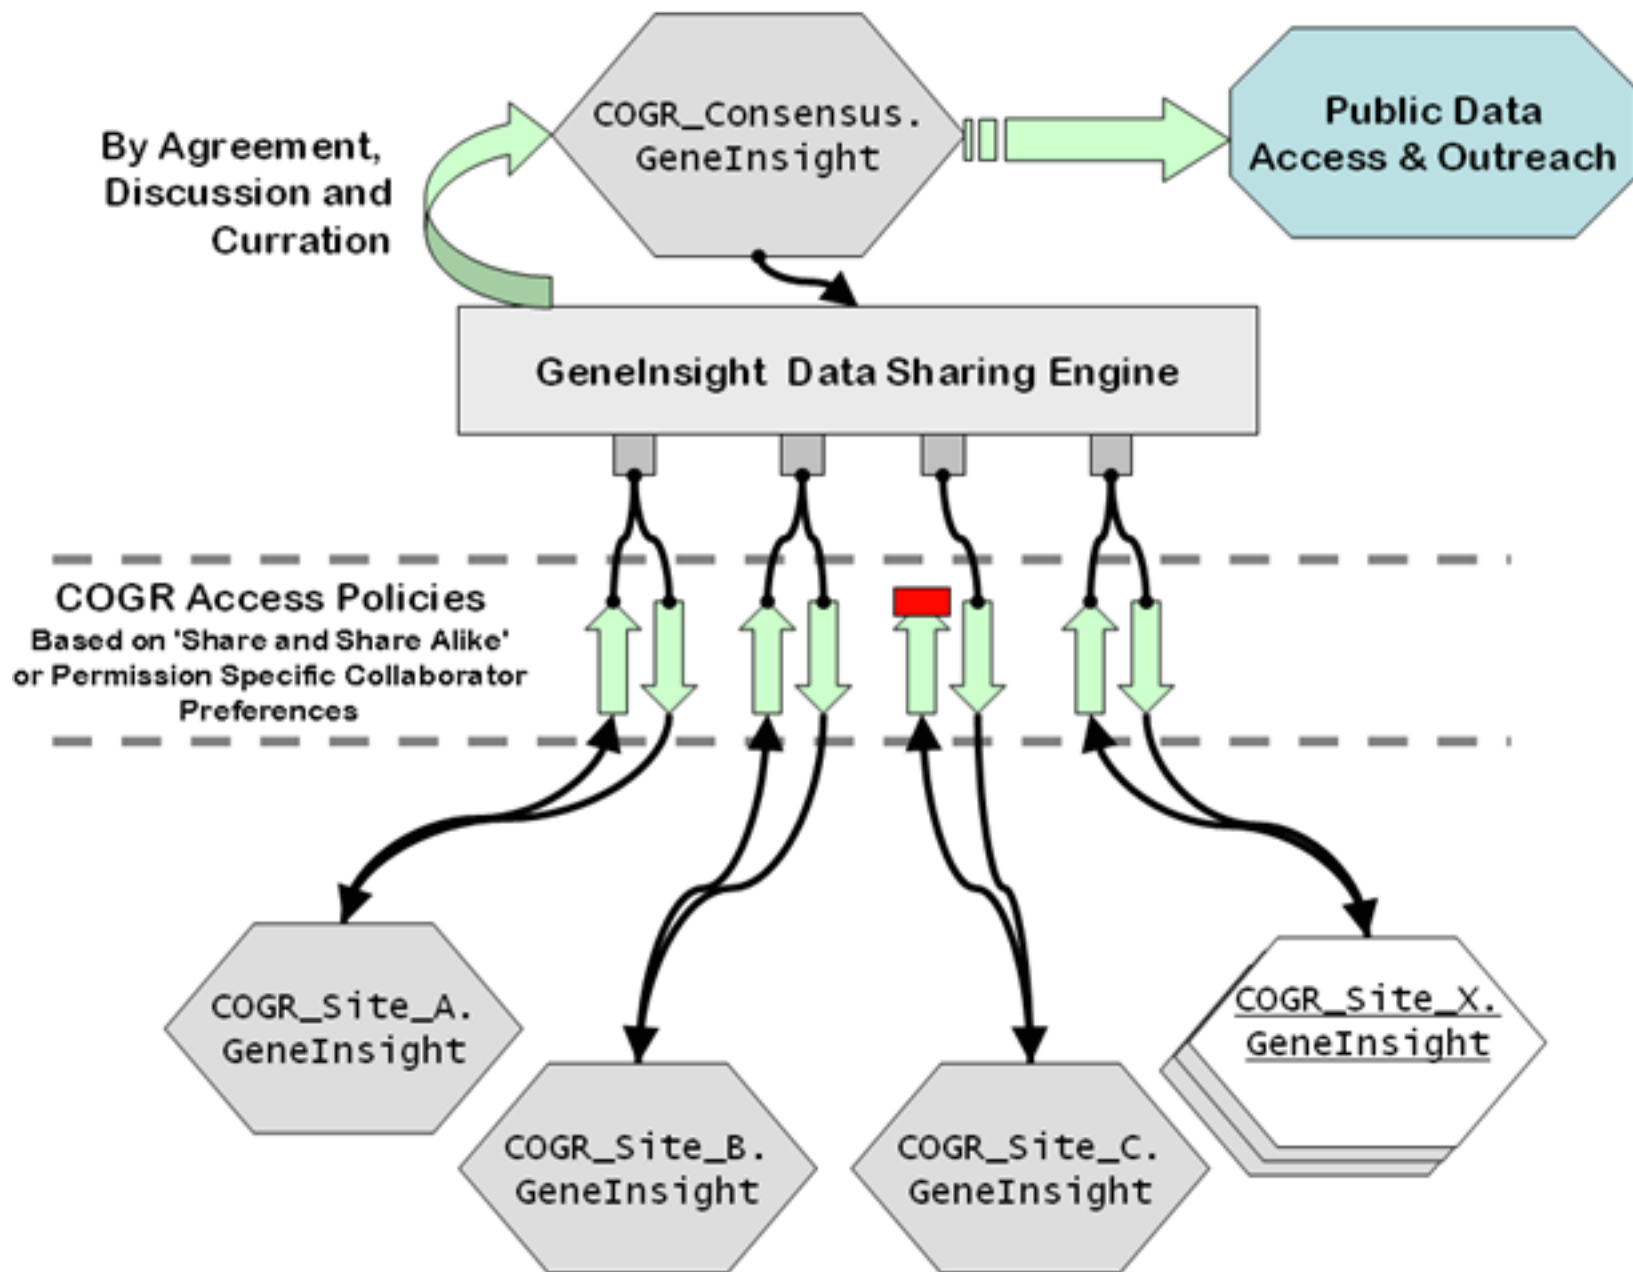 COGR_Consensus.
GeneInsight
Public Data
Access & Outreach
By Agreement,
Discussion and
Curration
GeneInsight Data Sharing Engine
COGR Access Policies
Based on 'Share and Share Alike'
or Permission Specific Collaborator
Preferences
COGR_Site_A.
GeneInsight
COGR_Site_B.
GeneInsight
COGR_Site_C.
GeneInsight
COGR_Site_X.
GeneInsight